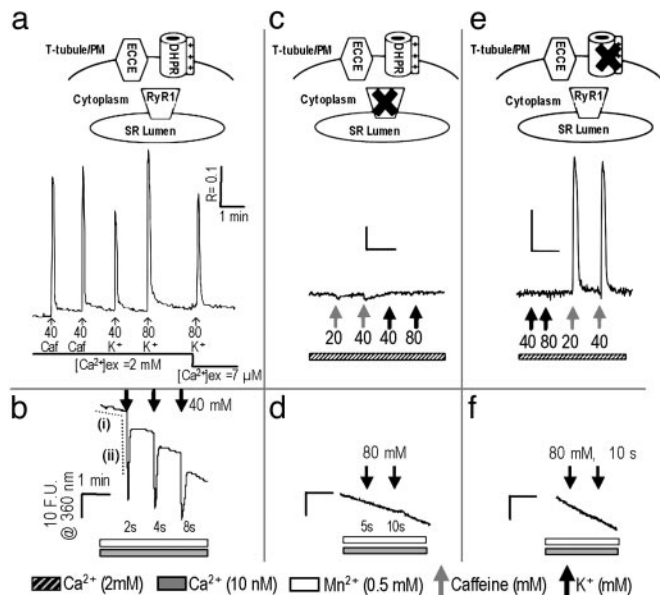 a
T-tubule/PM
ECCE
DHPR
+ + +
Cytoplasm
RyR1
SR Lumen
R= 0.1
1 min
40 40 40 80 80
Caf Caf K⁺ K⁺ K⁺
[Ca²⁺]ex =2 mM
[Ca²⁺]ex =7 µM
b
40 mM
(i)
(ii)
1 min
10 F.U.
@ 360 nm
2s 4s 8s
c
T-tubule/PM
ECCE
DHPR
+ + +
Cytoplasm
SR Lumen
20 40 40 80
d
80 mM
5s 10s
e
T-tubule/PM
ECCE
Cytoplasm
RyR1
SR Lumen
40 80 20 40
f
80 mM, 10 s
Ca²⁺ (2mM) Ca²⁺ (10 nM) Mn²⁺ (0.5 mM) Caffeine (mM) K⁺ (mM)